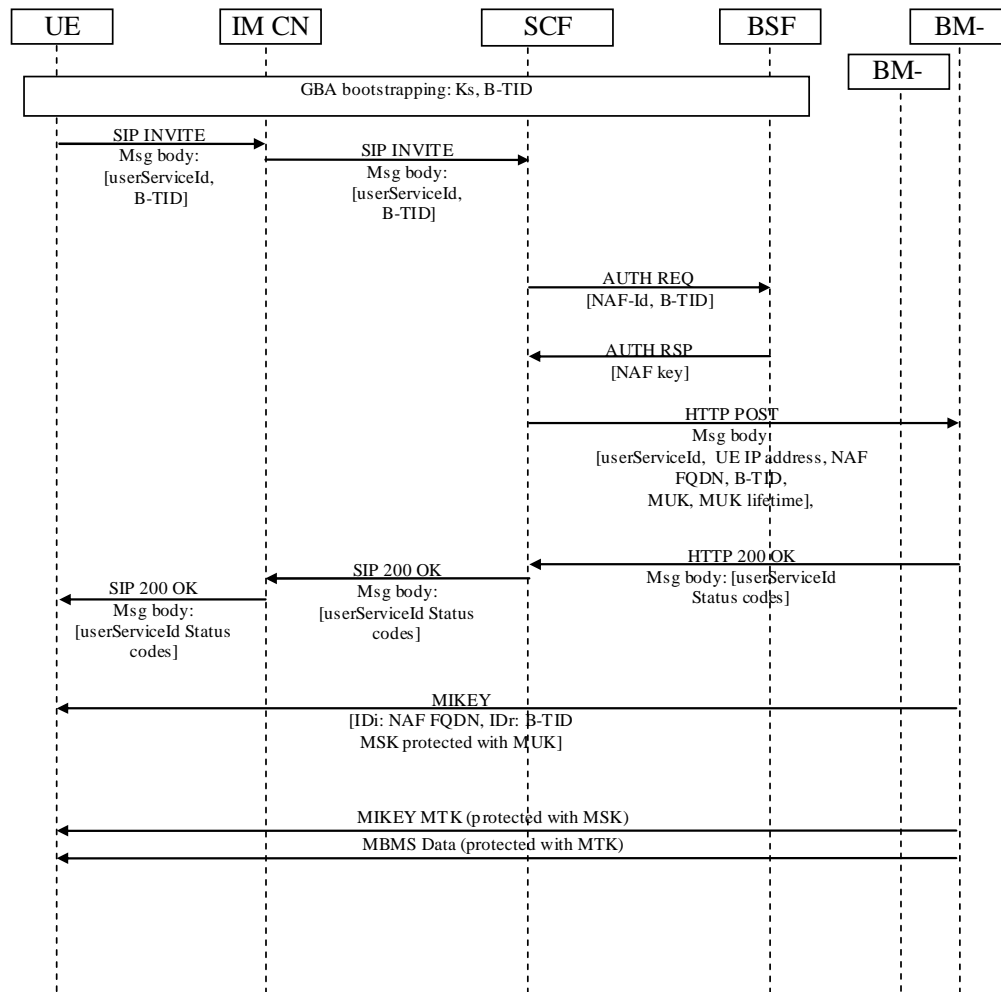 UE
IM CN
SCF
BSF
BM-
BM-
GBA bootstrapping: Ks, B-TID
SIP INVITE
Msg body:
[userServiceId,
B-TID]
SIP INVITE
Msg body:
[userServiceId,
B-TID]
AUTH REQ
[NAF-Id, B-TID]
AUTH RSP
[NAF key]
HTTP POST
Msg body:
[userServiceId, UE IP address, NAF
FQDN, B-TID,
MUK, MUK lifetime],
HTTP 200 OK
Msg body: [userServiceId
Status codes]
SIP 200 OK
Msg body:
[userServiceId Status
codes]
SIP 200 OK
Msg body:
[userServiceId Status
codes]
MIKEY
[IDi: NAF FQDN, IDr: B-TID
MSK protected with MUK]
MIKEY MTK (protected with MSK)
MBMS Data (protected with MTK)